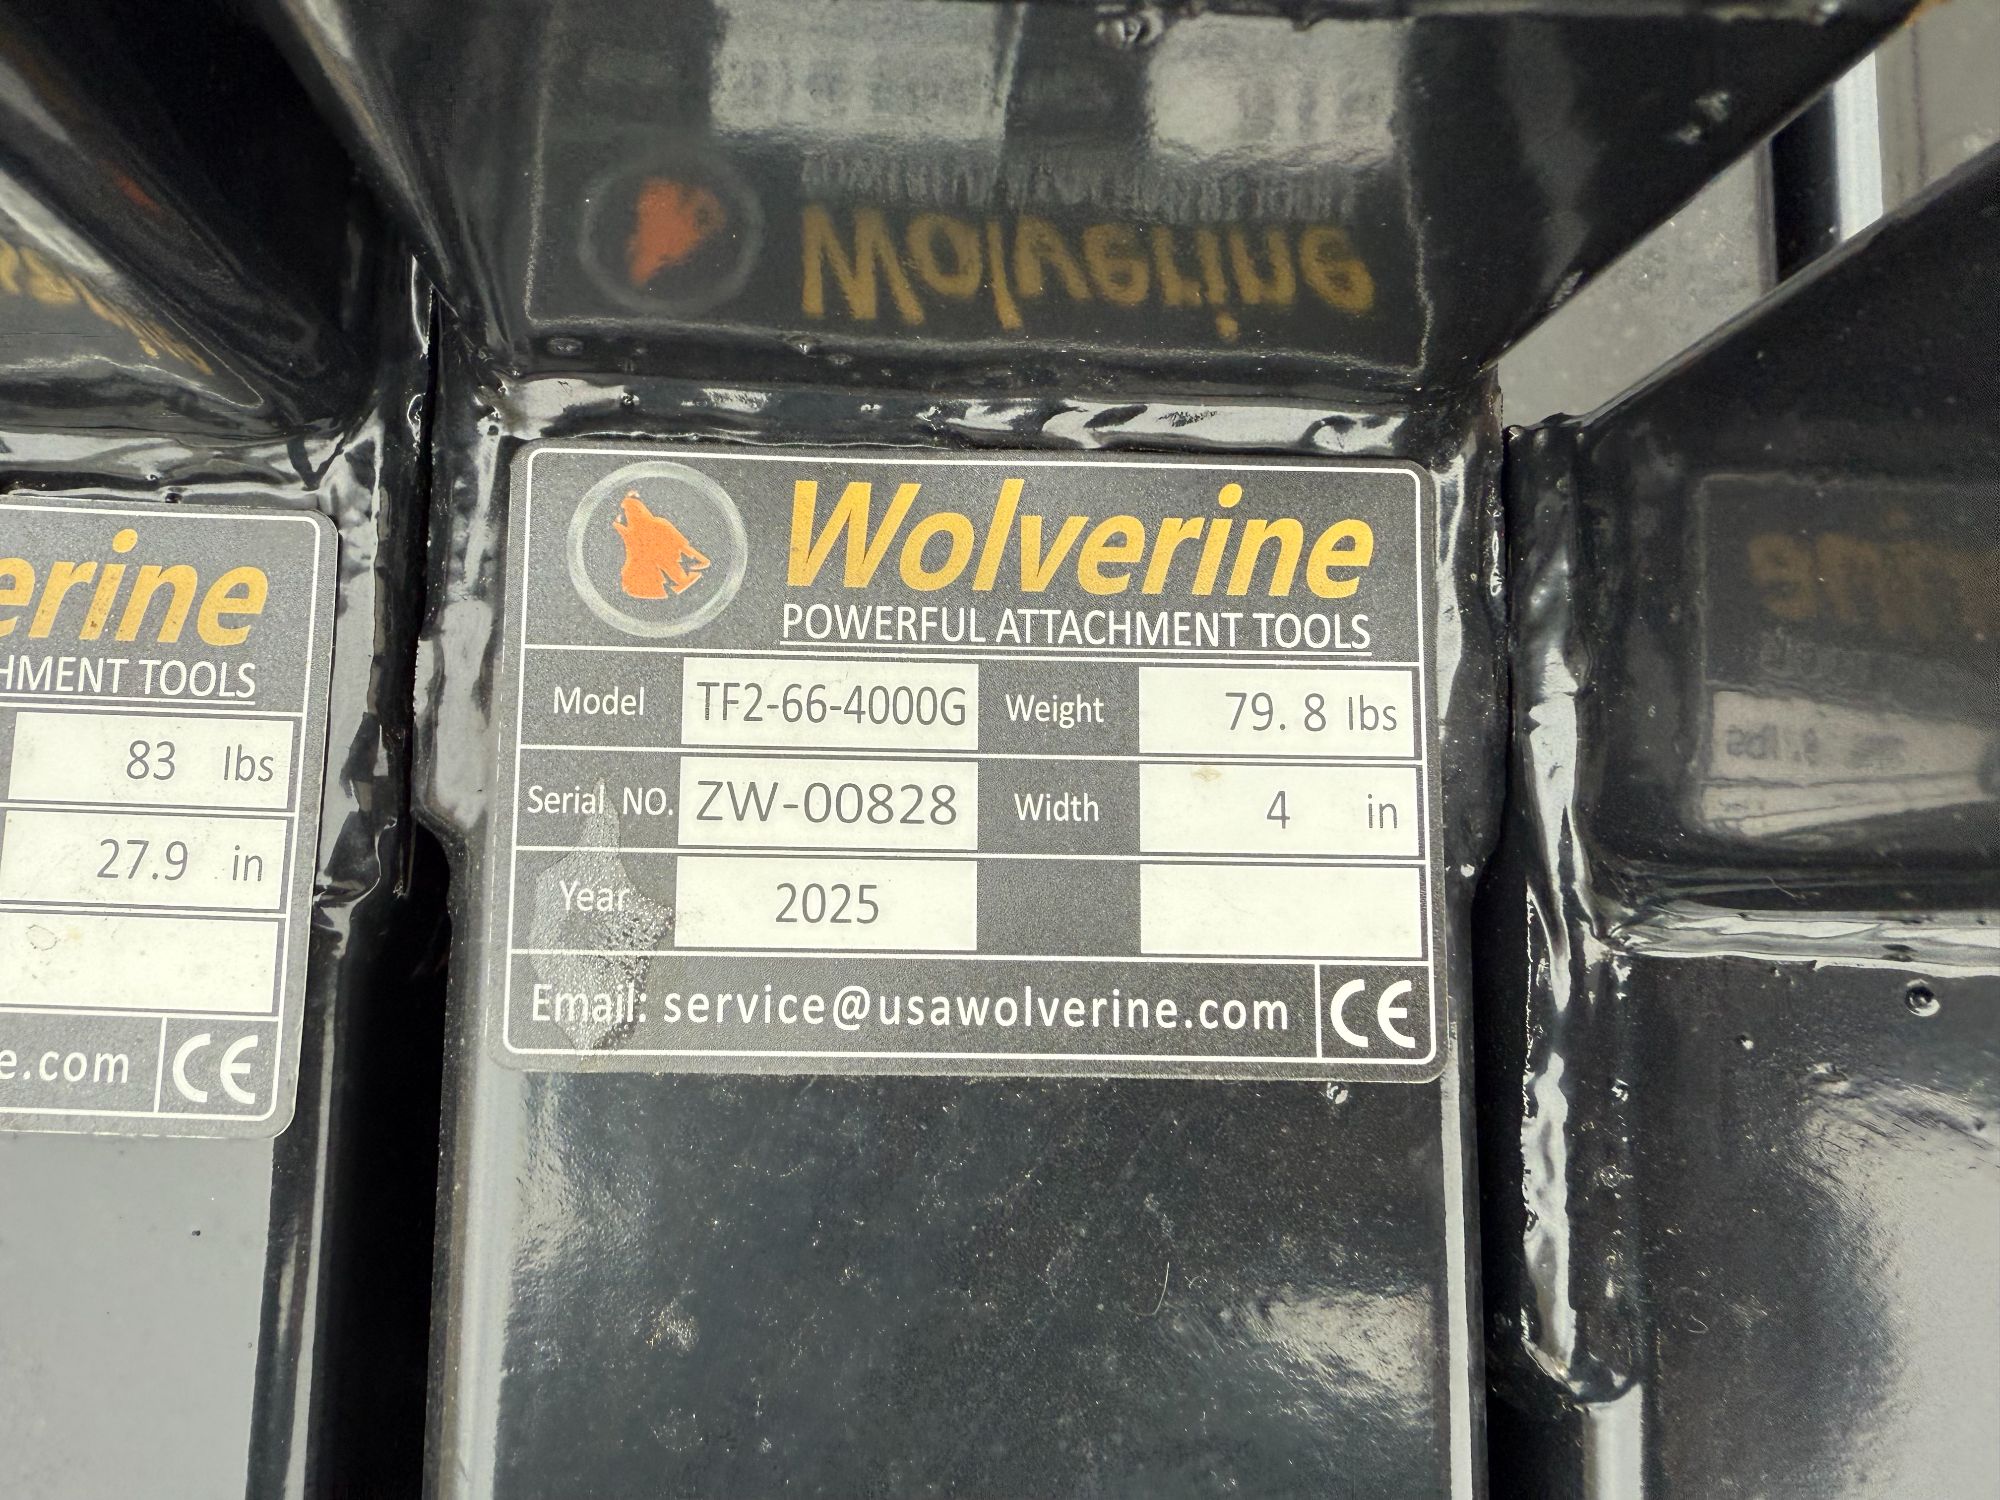 Wolverine
Wolverine
POWERFUL ATTACHMENT TOOLS
Model TF2-66-4000G Weight 79.8 lbs
Serial NO. ZW-00828 Width 4 in
Year 2025
Email: service@usawolverine.com CE
erine
HMENT TOOLS
83 lbs
27.9 in
e.com CE